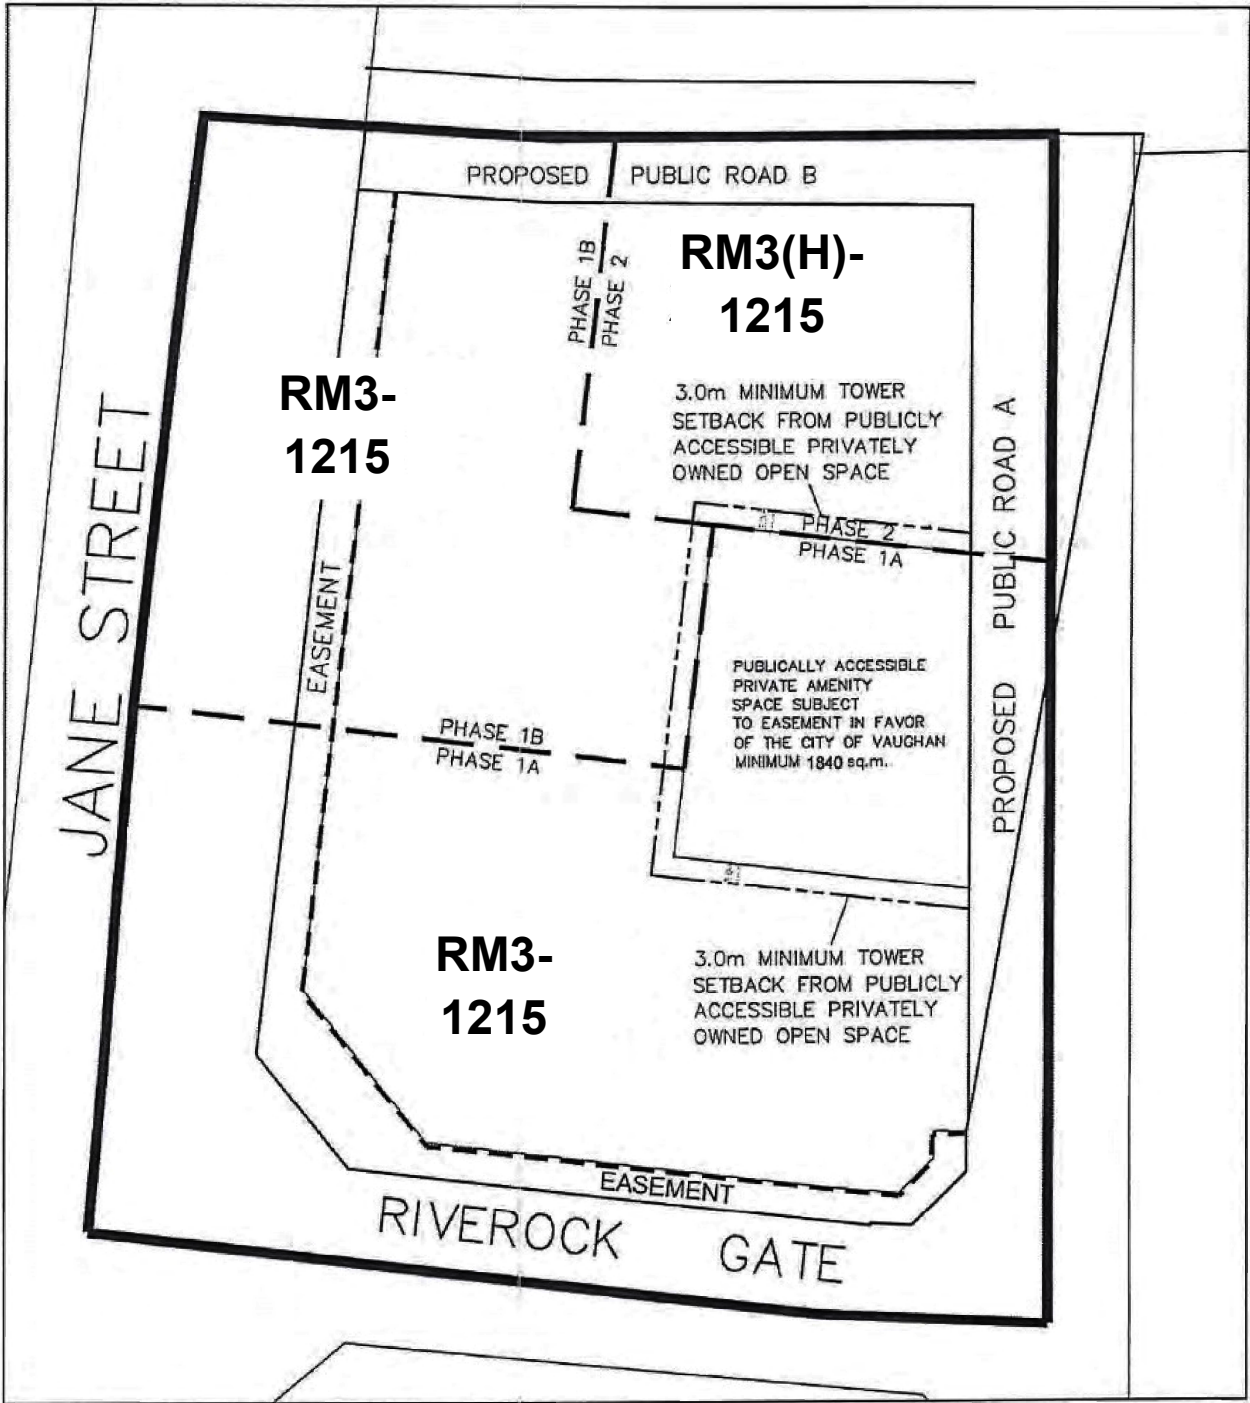 PROPOSED PUBLIC ROAD B
RM3(H)-
1215
PHASE 1B
PHASE 2
RM3-
1215
3.0m MINIMUM TOWER
SETBACK FROM PUBLICLY
ACCESSIBLE PRIVATELY
OWNED OPEN SPACE
PHASE 2
PHASE 1A
JANE STREET
EASEMENT
PROPOSED PUBLIC ROAD A
PUBLICALLY ACCESSIBLE
PRIVATE AMENITY
SPACE SUBJECT
TO EASEMENT IN FAVOR
OF THE CITY OF VAUGHAN
MINIMUM 1840 sq.m.
PHASE 1B
PHASE 1A
RM3-
1215
3.0m MINIMUM TOWER
SETBACK FROM PUBLICLY
ACCESSIBLE PRIVATELY
OWNED OPEN SPACE
EASEMENT
RIVEROCK GATE